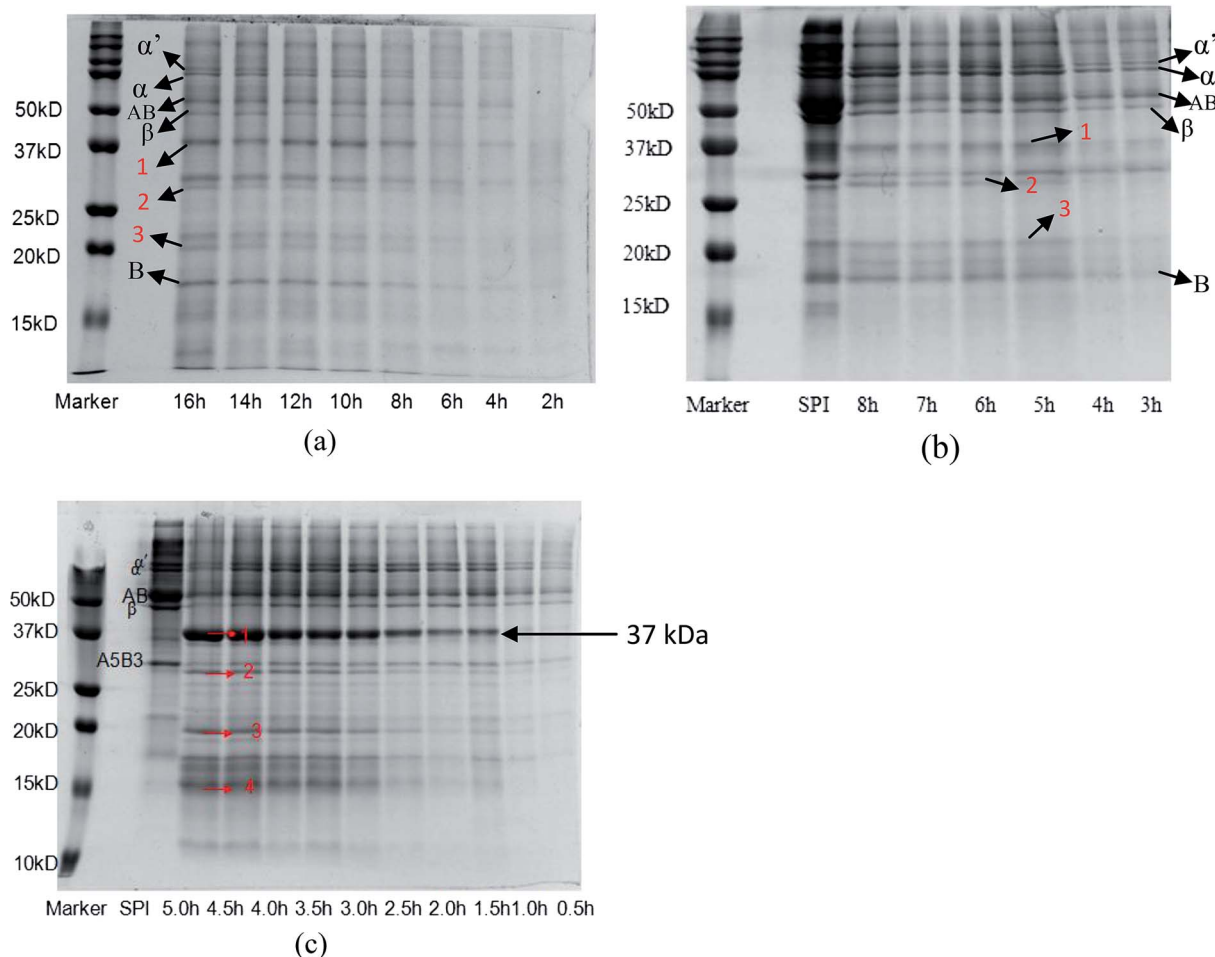 α’
α
AB
50kD
β
37kD
1
2
25kD
3
20kD
B
15kD
Marker 16h 14h 12h 10h 8h 6h 4h 2h
(a)
α’
α
AB
50kD
β
1
37kD
2
25kD
3
20kD
B
15kD
Marker SPI 8h 7h 6h 5h 4h 3h
(b)
α'
α
AB
50kD
β
37kD
1
37 kDa
A5B3
2
25kD
20kD
3
15kD
4
10kD
Marker SPI 5.0h 4.5h 4.0h 3.5h 3.0h 2.5h 2.0h 1.5h 1.0h 0.5h
(c)